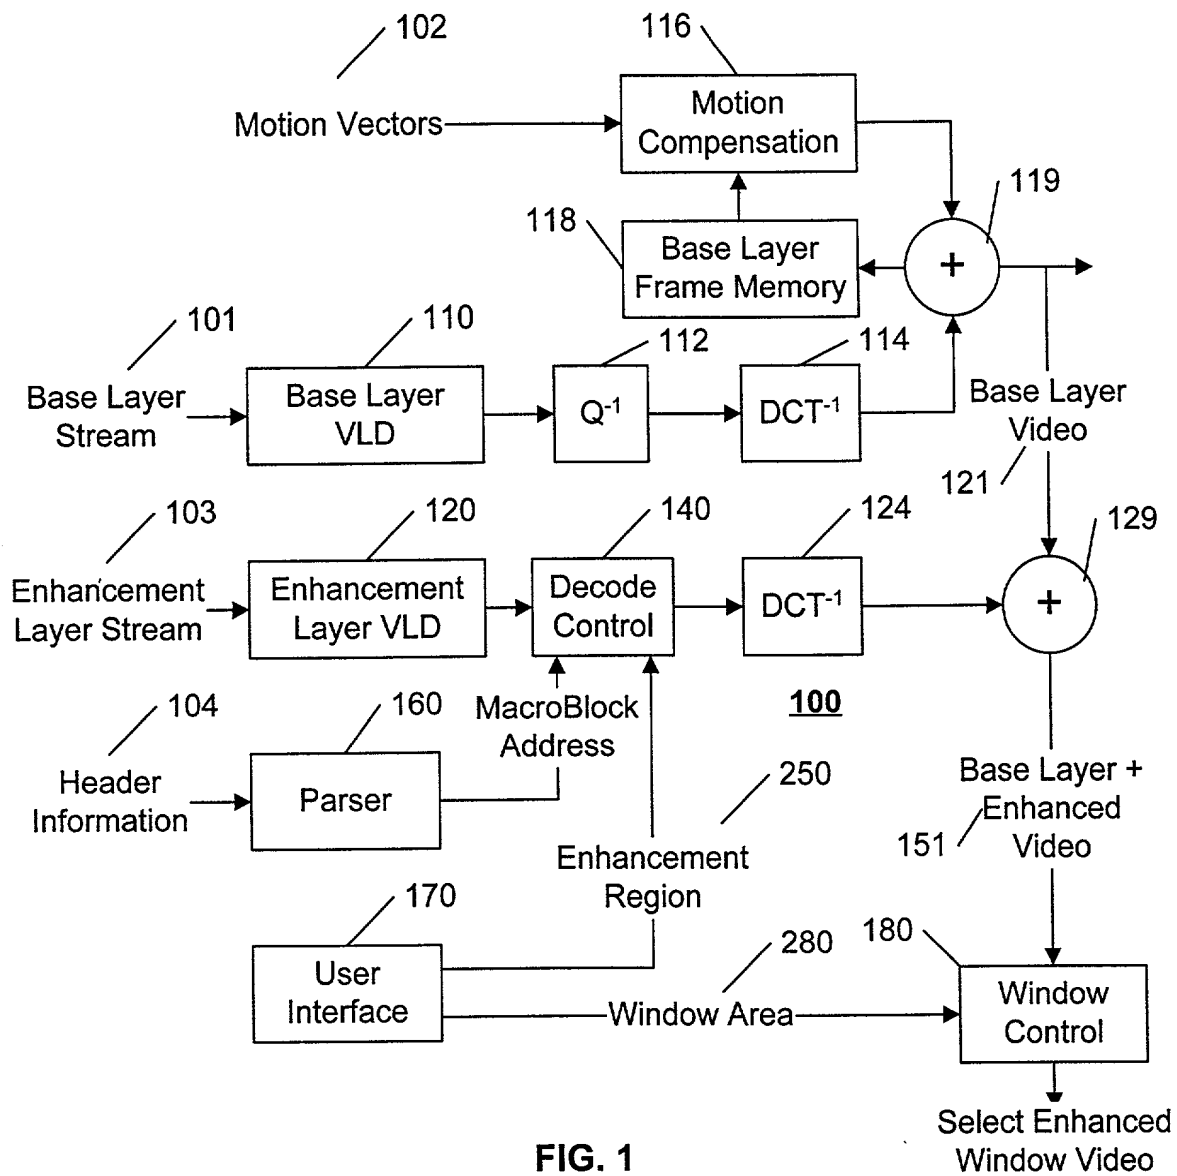 102
116
Motion Vectors
Motion
Compensation
119
118
Base Layer
Frame Memory
+
101
110
112
114
Base Layer
Stream
Base Layer
VLD
Q-1
DCT-1
Base Layer
Video
121
103
120
140
124
129
Enhancement
Layer Stream
Enhancement
Layer VLD
Decode
Control
DCT-1
+
104
160
MacroBlock
Address
100
Header
Information
Parser
250
Base Layer +
Enhanced
Video
151
Enhancement
Region
170
280
180
User
Interface
Window Area
Window
Control
Select Enhanced
Window Video
FIG. 1